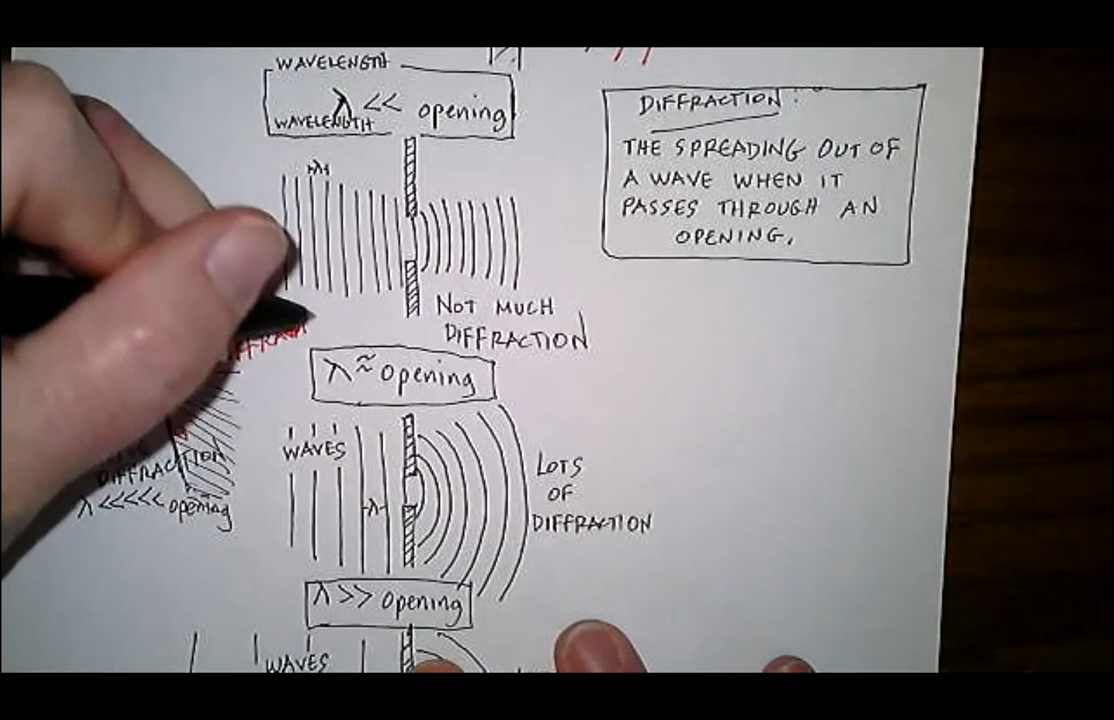 WAVELENGTH
λ << opening
WAVELENGTH
λ
NOT MUCH
DIFFRACTION
DIFFRACTION:
THE SPREADING OUT OF
A WAVE WHEN IT
PASSES THROUGH AN
OPENING.
λ ≈ opening
WAVES
λ
LOTS
OF
DIFFRACTION
DIFFRACTION
λ <<<<< opening
λ >> opening
WAVES